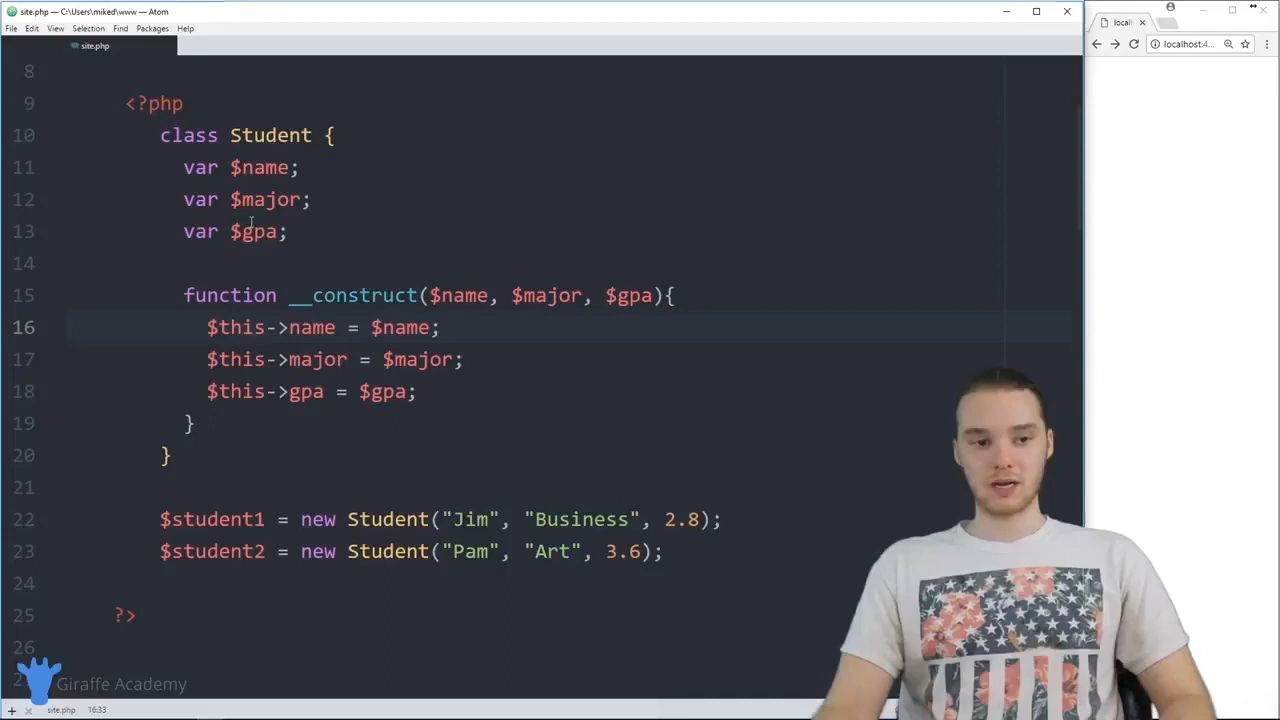 site.php — C:\Users\miked\www — Atom
File Edit View Selection Find Packages Help
site.php
locall
localhost:4...
8
9 <?php
10 class Student {
11 var $name;
12 var $major;
13 var $gpa;
14
15 function __construct($name, $major, $gpa){
16 $this->name = $name;
17 $this->major = $major;
18 $this->gpa = $gpa;
19 }
20 }
21
22 $student1 = new Student("Jim", "Business", 2.8);
23 $student2 = new Student("Pam", "Art", 3.6);
24
25 ?>
26
Giraffe Academy
site.php 16:33